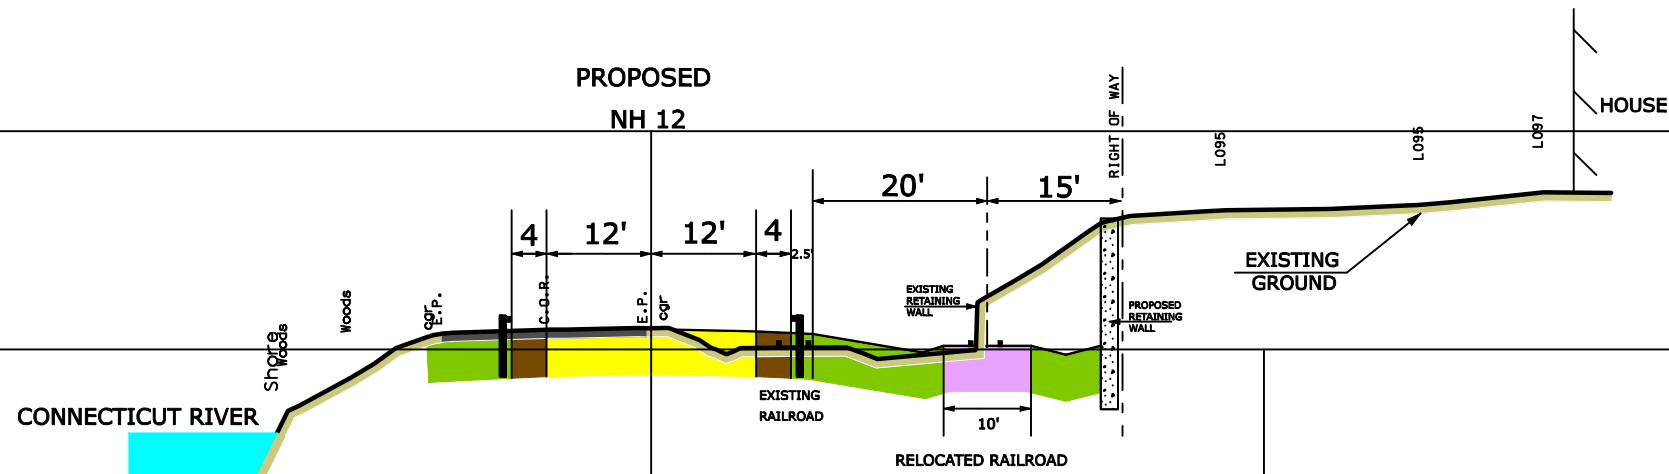 PROPOSED
NH 12
HOUSE
RIGHT OF WAY
L095
L095
L097
20'
15'
4
12'
12'
4
2.5'
EXISTING
GROUND
Woods
cgr
E.P.
C.O.R.
E.P.
cgr
EXISTING
RETAINING
WALL
PROPOSED
RETAINING
WALL
Shore
Woods
CONNECTICUT RIVER
EXISTING
RAILROAD
10'
RELOCATED RAILROAD